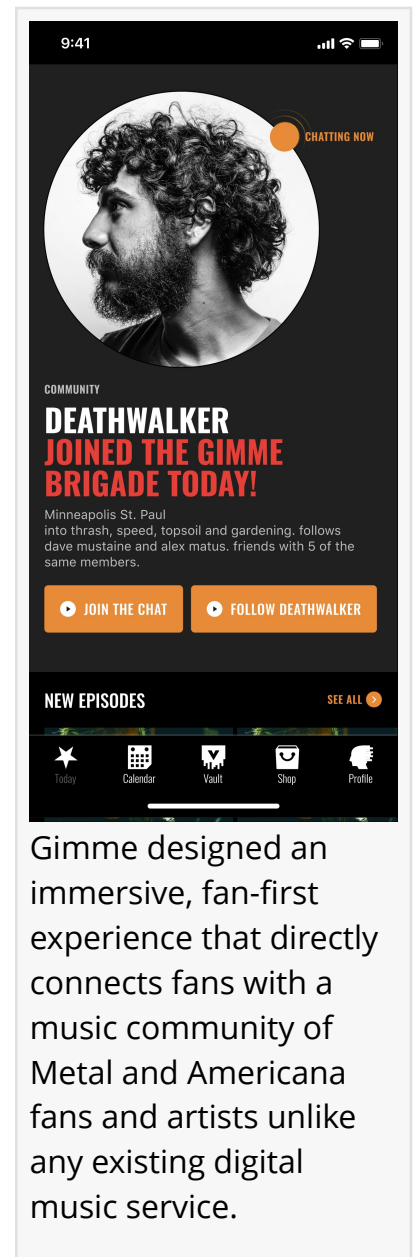 9:41
CHATTING NOW
COMMUNITY
DEATHWALKER
JOINED THE GIMME
BRIGADE TODAY!
Minneapolis St. Paul
into thrash, speed, topsoil and gardening. follows
dave mustaine and alex matus. friends with 5 of the
same members.
JOIN THE CHAT FOLLOW DEATHWALKER
NEW EPISODES SEE ALL
Today Calendar Vault Shop Profile
Gimme designed an
immersive, fan-first
experience that directly
connects fans with a
music community of
Metal and Americana
fans and artists unlike
any existing digital
music service.